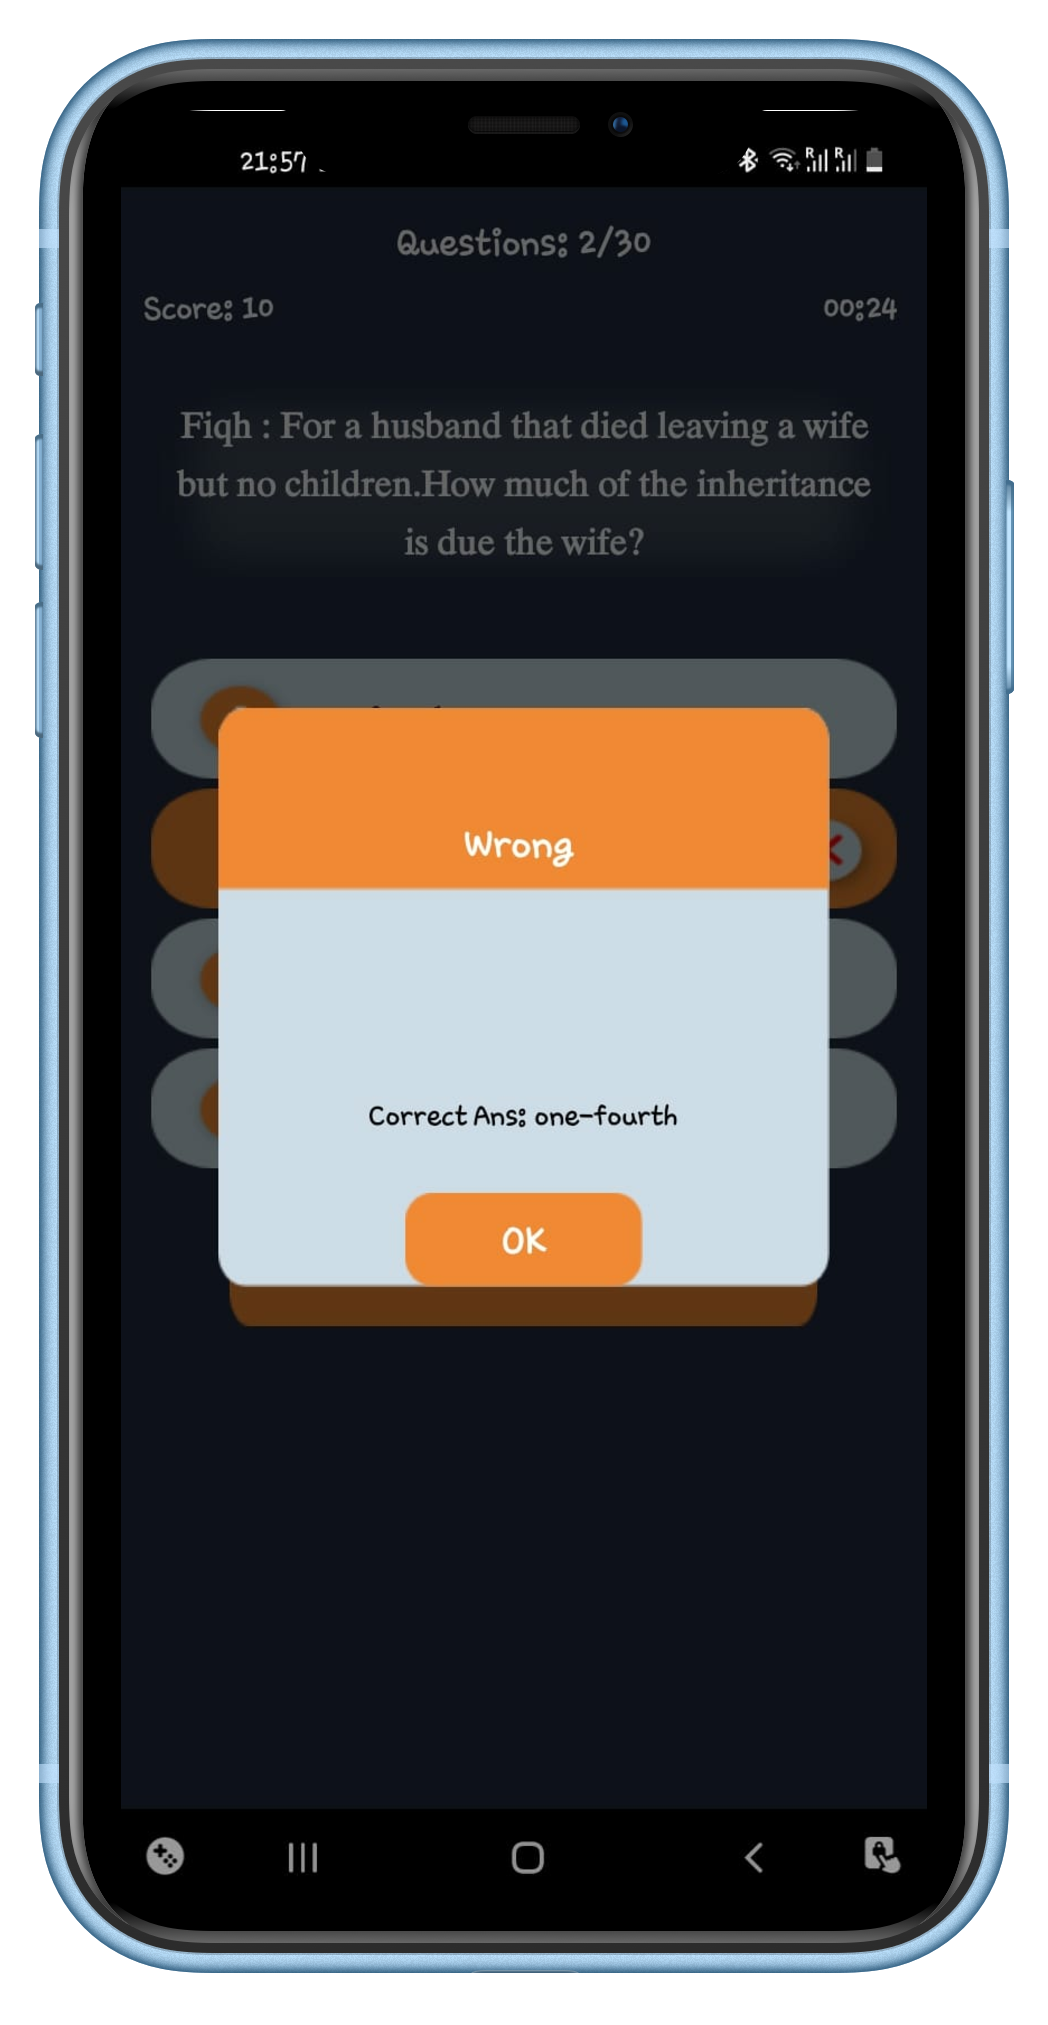 21:57
R R
Questions: 2/30
Score: 10
00:24
Fiqh : For a husband that died leaving a wife
but no children.How much of the inheritance
is due the wife?
Wrong
Correct Ans: one-fourth
OK